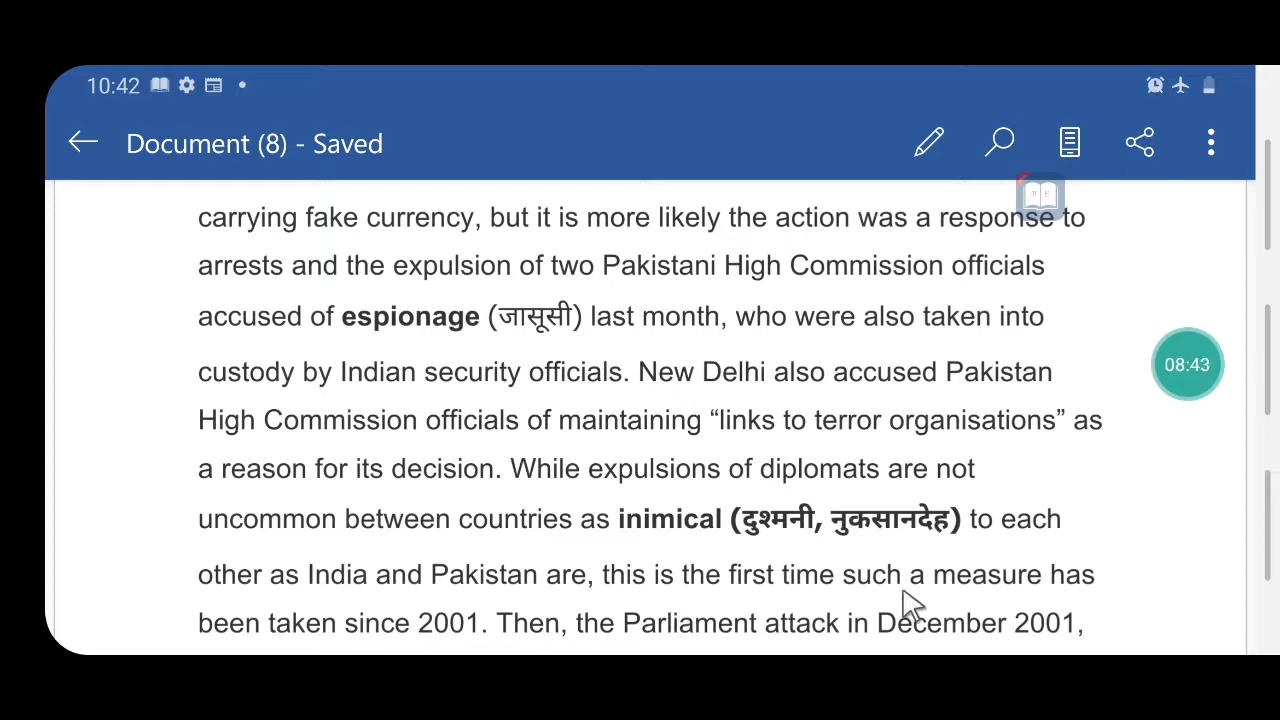 10:42
Document (8) - Saved
carrying fake currency, but it is more likely the action was a response to
arrests and the expulsion of two Pakistani High Commission officials
accused of espionage (जासूसी) last month, who were also taken into
08:43
custody by Indian security officials. New Delhi also accused Pakistan
High Commission officials of maintaining “links to terror organisations” as
a reason for its decision. While expulsions of diplomats are not
uncommon between countries as inimical (दुश्मनी, नुकसानदेह) to each
other as India and Pakistan are, this is the first time such a measure has
been taken since 2001. Then, the Parliament attack in December 2001,